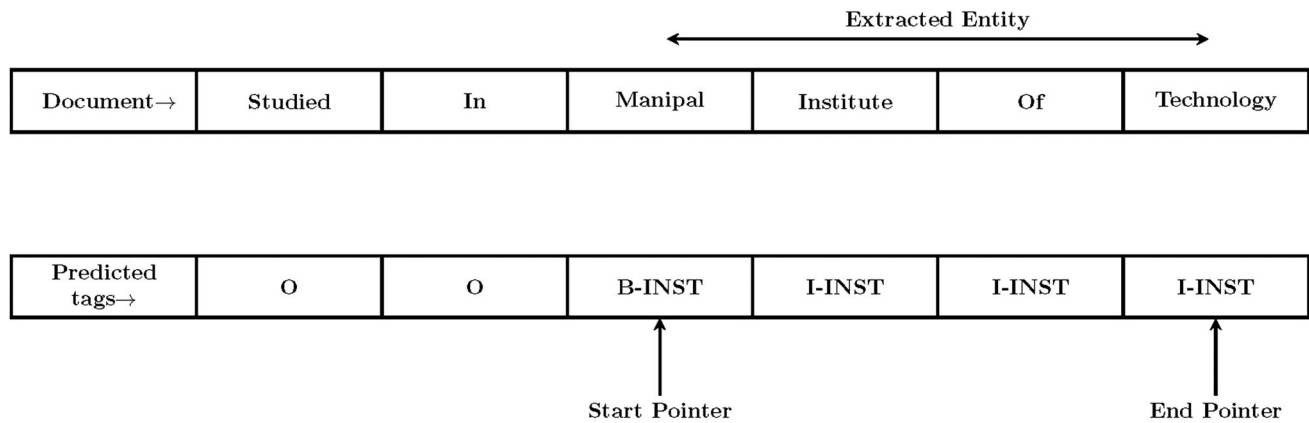 Extracted Entity
Document→ Studied In Manipal Institute Of Technology
Predicted
tags→ O O B-INST I-INST I-INST I-INST
Start Pointer End Pointer